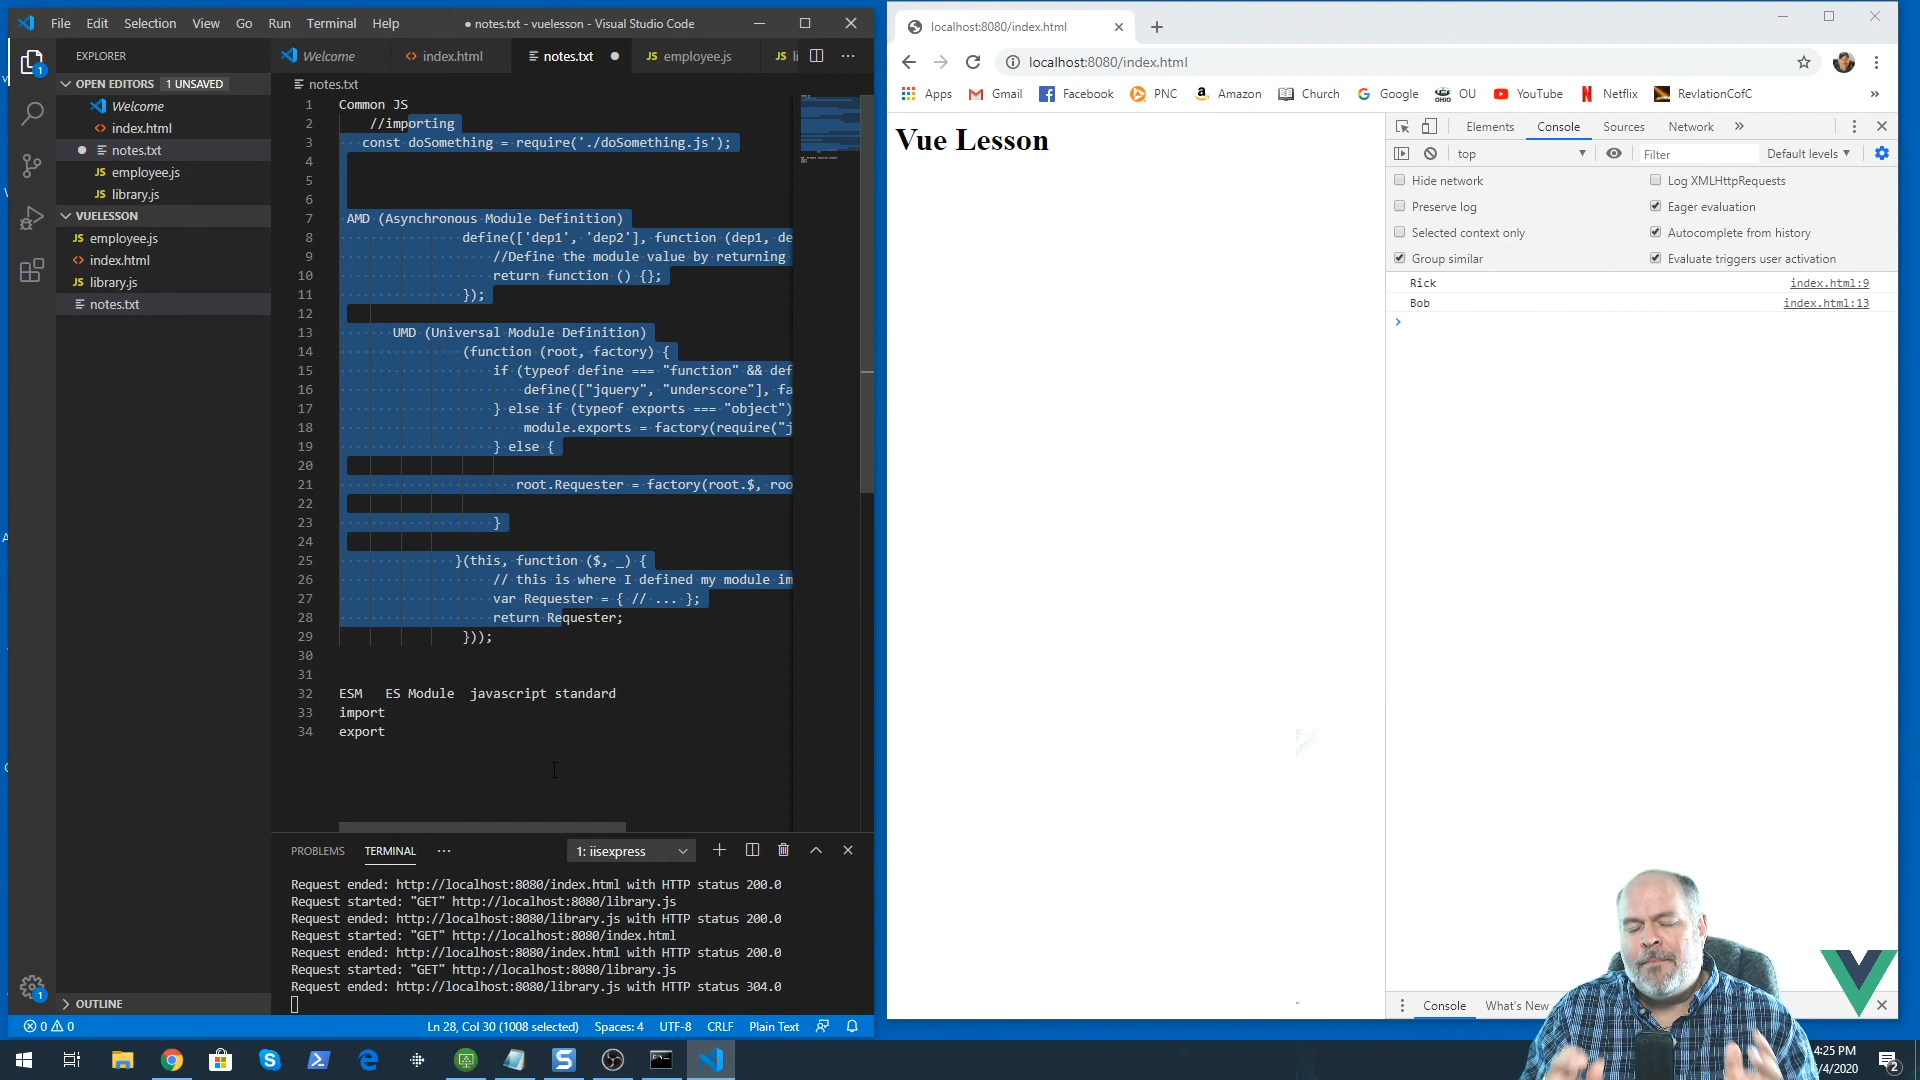 File Edit Selection View Go Run Terminal Help
● notes.txt - vuelesson - Visual Studio Code
EXPLORER
OPEN EDITORS 1 UNSAVED
Welcome
index.html
notes.txt
JS employee.js
JS library.js
VUELESSON
JS employee.js
index.html
JS library.js
notes.txt
OUTLINE
Welcome
index.html
notes.txt
JS employee.js
JS li
notes.txt
1 Common JS
2 //importing
3 const doSomething = require('./doSomething.js');
4
5
6
7 AMD (Asynchronous Module Definition)
8 define(['dep1', 'dep2'], function (dep1, de
9 //Define the module value by returning
10 return function () {};
11 });
12
13 UMD (Universal Module Definition)
14 (function (root, factory) {
15 if (typeof define === "function" && def
16 define(["jquery", "underscore"], fa
17 } else if (typeof exports === "object")
18 module.exports = factory(require("j
19 } else {
20
21 root.Requester = factory(root.$, roo
22
23 }
24
25 }(this, function ($, _) {
26 // this is where I defined my module im
27 var Requester = { // ... };
28 return Requester;
29 }));
30
31
32 ESM ES Module javascript standard
33 import
34 export
PROBLEMS TERMINAL ··· 1: iisexpress
Request ended: http://localhost:8080/index.html with HTTP status 200.0
Request started: "GET" http://localhost:8080/library.js
Request ended: http://localhost:8080/library.js with HTTP status 200.0
Request started: "GET" http://localhost:8080/index.html
Request ended: http://localhost:8080/index.html with HTTP status 200.0
Request started: "GET" http://localhost:8080/library.js
Request ended: http://localhost:8080/library.js with HTTP status 304.0
0 0 Ln 28, Col 30 (1008 selected) Spaces: 4 UTF-8 CRLF Plain Text
localhost:8080/index.html
localhost:8080/index.html
Apps Gmail Facebook PNC Amazon Church Google OU YouTube Netflix RevlationCofC »
Vue Lesson
Elements Console Sources Network »
top Filter Default levels
Hide network Log XMLHttpRequests
Preserve log Eager evaluation
Selected context only Autocomplete from history
Group similar Evaluate triggers user activation
Rick index.html:9
Bob index.html:13
Console What's New
4:25 PM
/4/2020
2